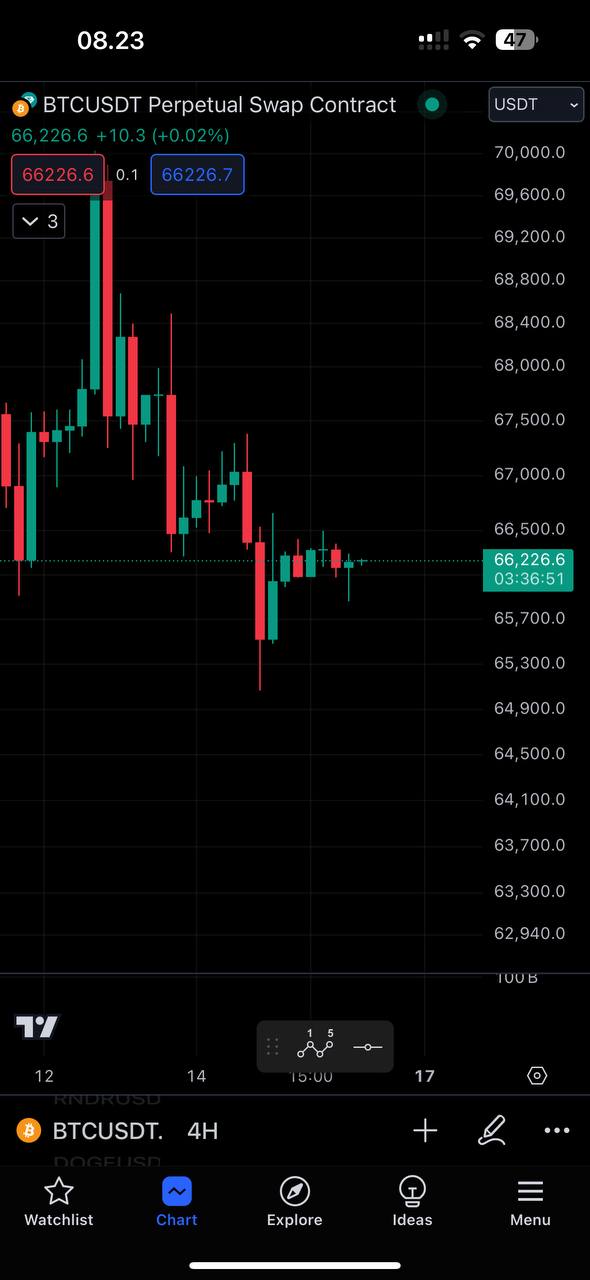 08.23
47
BTCUSDT Perpetual Swap Contract
USDT
66,226.6 +10.3 (+0.02%)
66226.6 0.1 66226.7
3
70,000.0
69,600.0
69,200.0
68,800.0
68,400.0
68,000.0
67,500.0
67,000.0
66,500.0
66,226.6
03:36:51
65,700.0
65,300.0
64,900.0
64,500.0
64,100.0
63,700.0
63,300.0
62,940.0
100B
1 5
12 14 15:00 17
RNDRUSD
BTCUSDT. 4H
DOGEUSD
Watchlist Chart Explore Ideas Menu